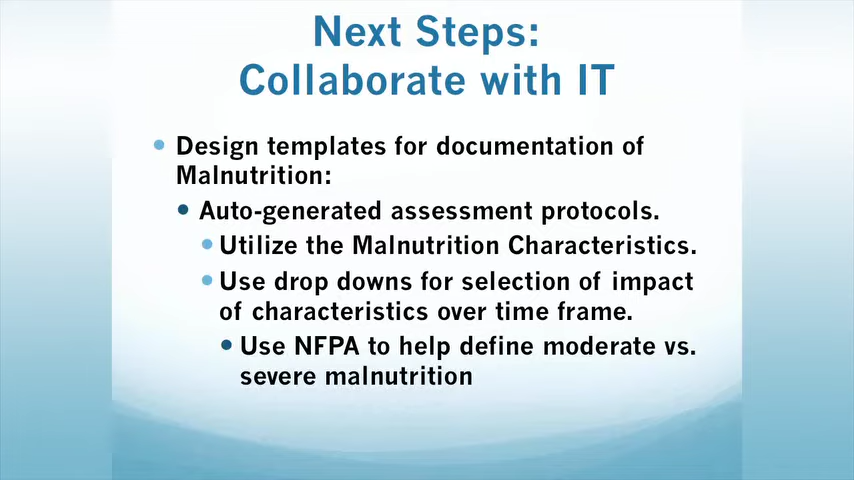 Next Steps:
Collaborate with IT
Design templates for documentation of
Malnutrition:
Auto-generated assessment protocols.
Utilize the Malnutrition Characteristics.
Use drop downs for selection of impact
of characteristics over time frame.
Use NFPA to help define moderate vs.
severe malnutrition